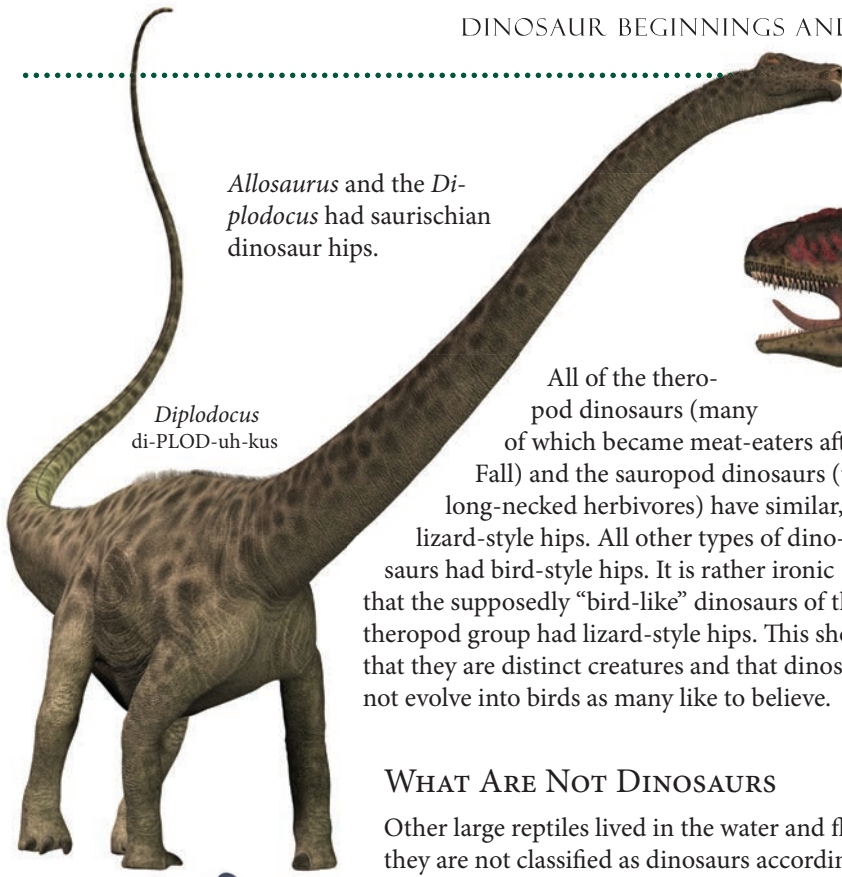 DINOSAUR BEGINNINGS AND
Allosaurus and the Di-
plodocus had saurischian
dinosaur hips.
Diplodocus
di-PLOD-uh-kus
All of the thero-
pod dinosaurs (many
of which became meat-eaters
Fall) and the sauropod dinosaurs
long-necked herbivores) have similar,
lizard-style hips. All other types of dino-
saurs had bird-style hips. It is rather ironic
that the supposedly “bird-like” dinosaurs of
theropod group had lizard-style hips. This
that they are distinct creatures and that
not evolve into birds as many like to believe.
WHAT ARE NOT DINOSAURS
Other large reptiles lived in the water and
they are not classified as dinosaurs